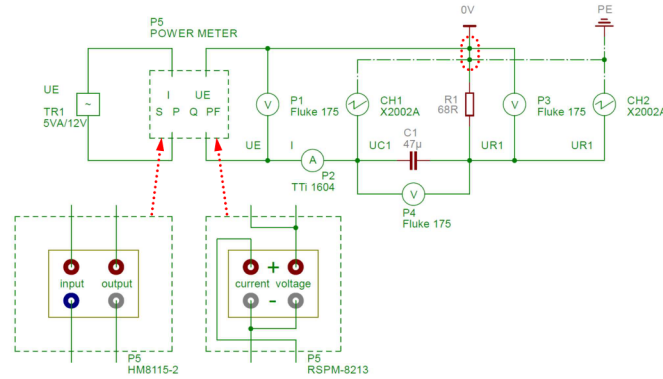 P5
POWER METER
0V
PE
UE
TR1
5VA/12V
~
I UE
S P Q PF
V
P1
Fluke 175
CH1
X2002A
R1
68R
V
P3
Fluke 175
CH2
X2002A
UE
I
A
P2
TTi 1604
UC1
C1
47µ
UR1
UR1
V
P4
Fluke 175
input output
P5
HM8115-2
+
current voltage
-
P5
RSPM-8213